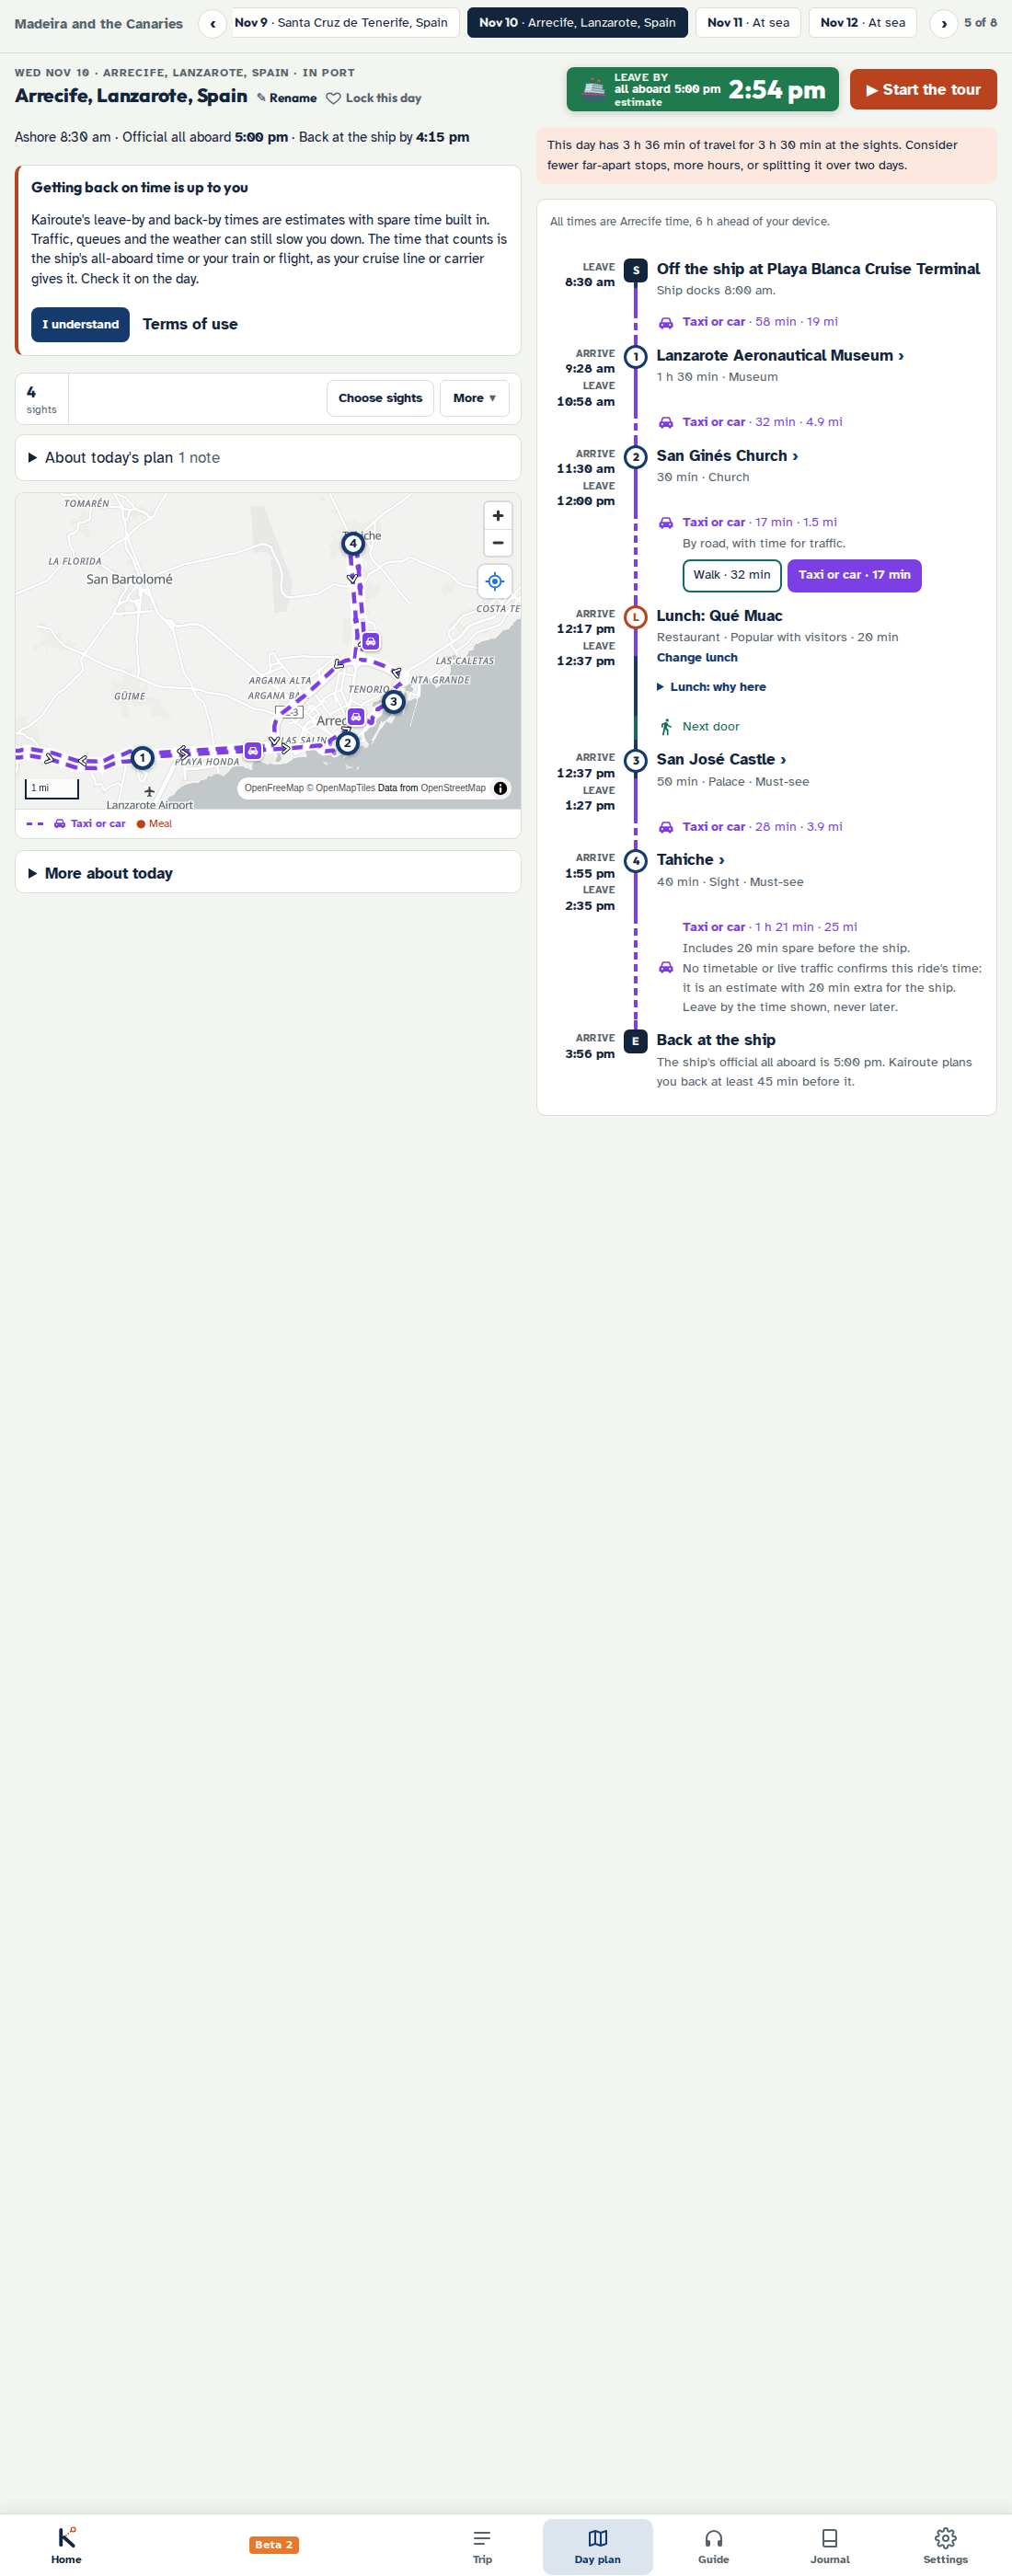 Madeira and the Canaries
‹
Nov 9 · Santa Cruz de Tenerife, Spain
Nov 10 · Arrecife, Lanzarote, Spain
Nov 11 · At sea
Nov 12 · At sea
›
5 of 8
WED NOV 10 · ARRECIFE, LANZAROTE, SPAIN · IN PORT
Arrecife, Lanzarote, Spain
✎ Rename
Lock this day
LEAVE BY
all aboard 5:00 pm
estimate
2:54 pm
▶ Start the tour
Ashore 8:30 am · Official all aboard 5:00 pm · Back at the ship by 4:15 pm
Getting back on time is up to you
Kairoute's leave-by and back-by times are estimates with spare time built in.
Traffic, queues and the weather can still slow you down. The time that counts is
the ship's all-aboard time or your train or flight, as your cruise line or carrier
gives it. Check it on the day.
I understand
Terms of use
4
sights
Choose sights
More ▾
▶ About today's plan 1 note
TOMARÉN
LA FLORIDA
San Bartolomé
4
COSTA TE
LAS CALETAS
ARGANA ALTA
TENORIO
NTA GRANDE
GÜIME
ARGANA BA
3
Arrec
2
LAS SALIN
1
PLAYA HONDA
Lanzarote Airport
+
−
1 mi
OpenFreeMap © OpenMapTiles Data from OpenStreetMap
Taxi or car
Meal
▶ More about today
This day has 3 h 36 min of travel for 3 h 30 min at the sights. Consider
fewer far-apart stops, more hours, or splitting it over two days.
All times are Arrecife time, 6 h ahead of your device.
LEAVE
8:30 am
S
Off the ship at Playa Blanca Cruise Terminal
Ship docks 8:00 am.
Taxi or car · 58 min · 19 mi
ARRIVE
9:28 am
LEAVE
10:58 am
1
Lanzarote Aeronautical Museum ›
1 h 30 min · Museum
Taxi or car · 32 min · 4.9 mi
ARRIVE
11:30 am
LEAVE
12:00 pm
2
San Ginés Church ›
30 min · Church
Taxi or car · 17 min · 1.5 mi
By road, with time for traffic.
Walk · 32 min
Taxi or car · 17 min
ARRIVE
12:17 pm
LEAVE
12:37 pm
L
Lunch: Qué Muac
Restaurant · Popular with visitors · 20 min
Change lunch
▶ Lunch: why here
Next door
ARRIVE
12:37 pm
LEAVE
1:27 pm
3
San José Castle ›
50 min · Palace · Must-see
Taxi or car · 28 min · 3.9 mi
ARRIVE
1:55 pm
LEAVE
2:35 pm
4
Tahiche ›
40 min · Sight · Must-see
Taxi or car · 1 h 21 min · 25 mi
Includes 20 min spare before the ship.
No timetable or live traffic confirms this ride's time:
it is an estimate with 20 min extra for the ship.
Leave by the time shown, never later.
ARRIVE
3:56 pm
E
Back at the ship
The ship's official all aboard is 5:00 pm. Kairoute plans
you back at least 45 min before it.
Home
Beta 2
Trip
Day plan
Guide
Journal
Settings